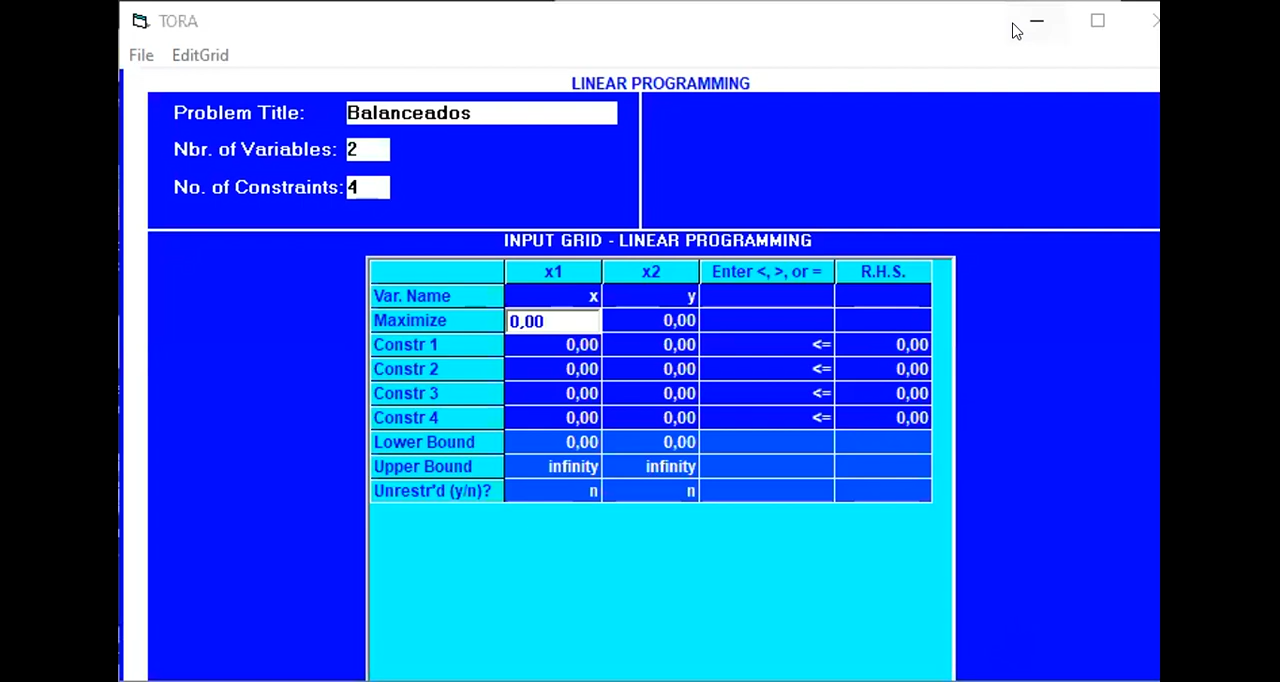 TORA
File EditGrid
LINEAR PROGRAMMING
Problem Title: Balanceados
Nbr. of Variables: 2
No. of Constraints: 4
INPUT GRID - LINEAR PROGRAMMING
x1 x2 Enter <, >, or = R.H.S.
Var. Name x y
Maximize 0,00 0,00
Constr 1 0,00 0,00 <= 0,00
Constr 2 0,00 0,00 <= 0,00
Constr 3 0,00 0,00 <= 0,00
Constr 4 0,00 0,00 <= 0,00
Lower Bound 0,00 0,00
Upper Bound infinity infinity
Unrestr'd (y/n)? n n